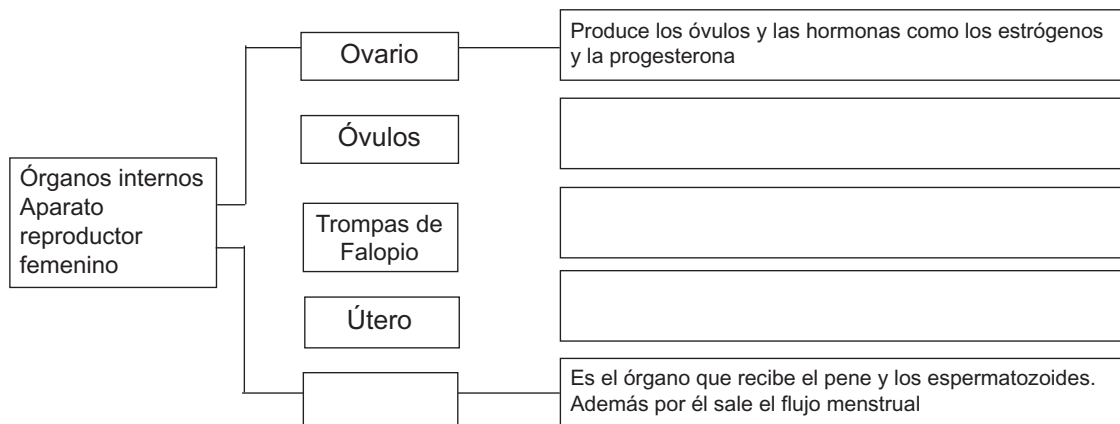 Ovario
Produce los óvulos y las hormonas como los estrógenos
y la progesterona
Óvulos
Órganos internos
Aparato
reproductor
femenino
Trompas de
Falopio
Útero
Es el órgano que recibe el pene y los espermatozoides.
Además por él sale el flujo menstrual